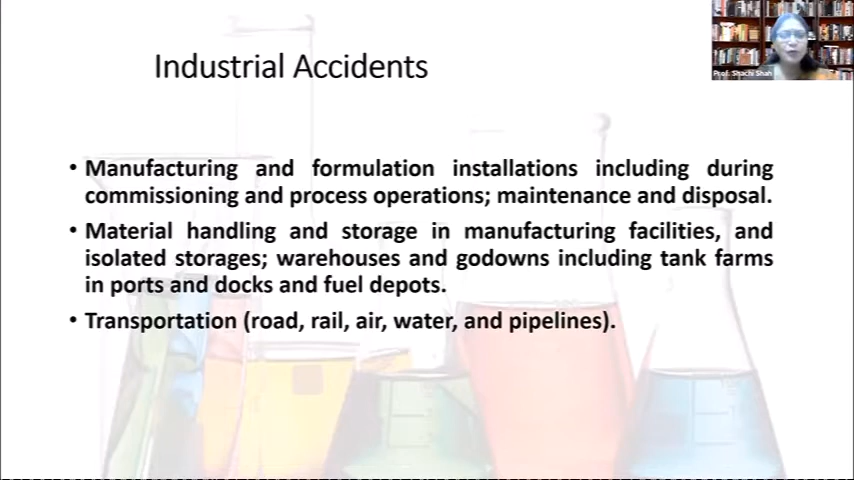 Industrial Accidents
Prof. Shachi Shah
• Manufacturing and formulation installations including during
commissioning and process operations; maintenance and disposal.
• Material handling and storage in manufacturing facilities, and
isolated storages; warehouses and godowns including tank farms
in ports and docks and fuel depots.
• Transportation (road, rail, air, water, and pipelines).